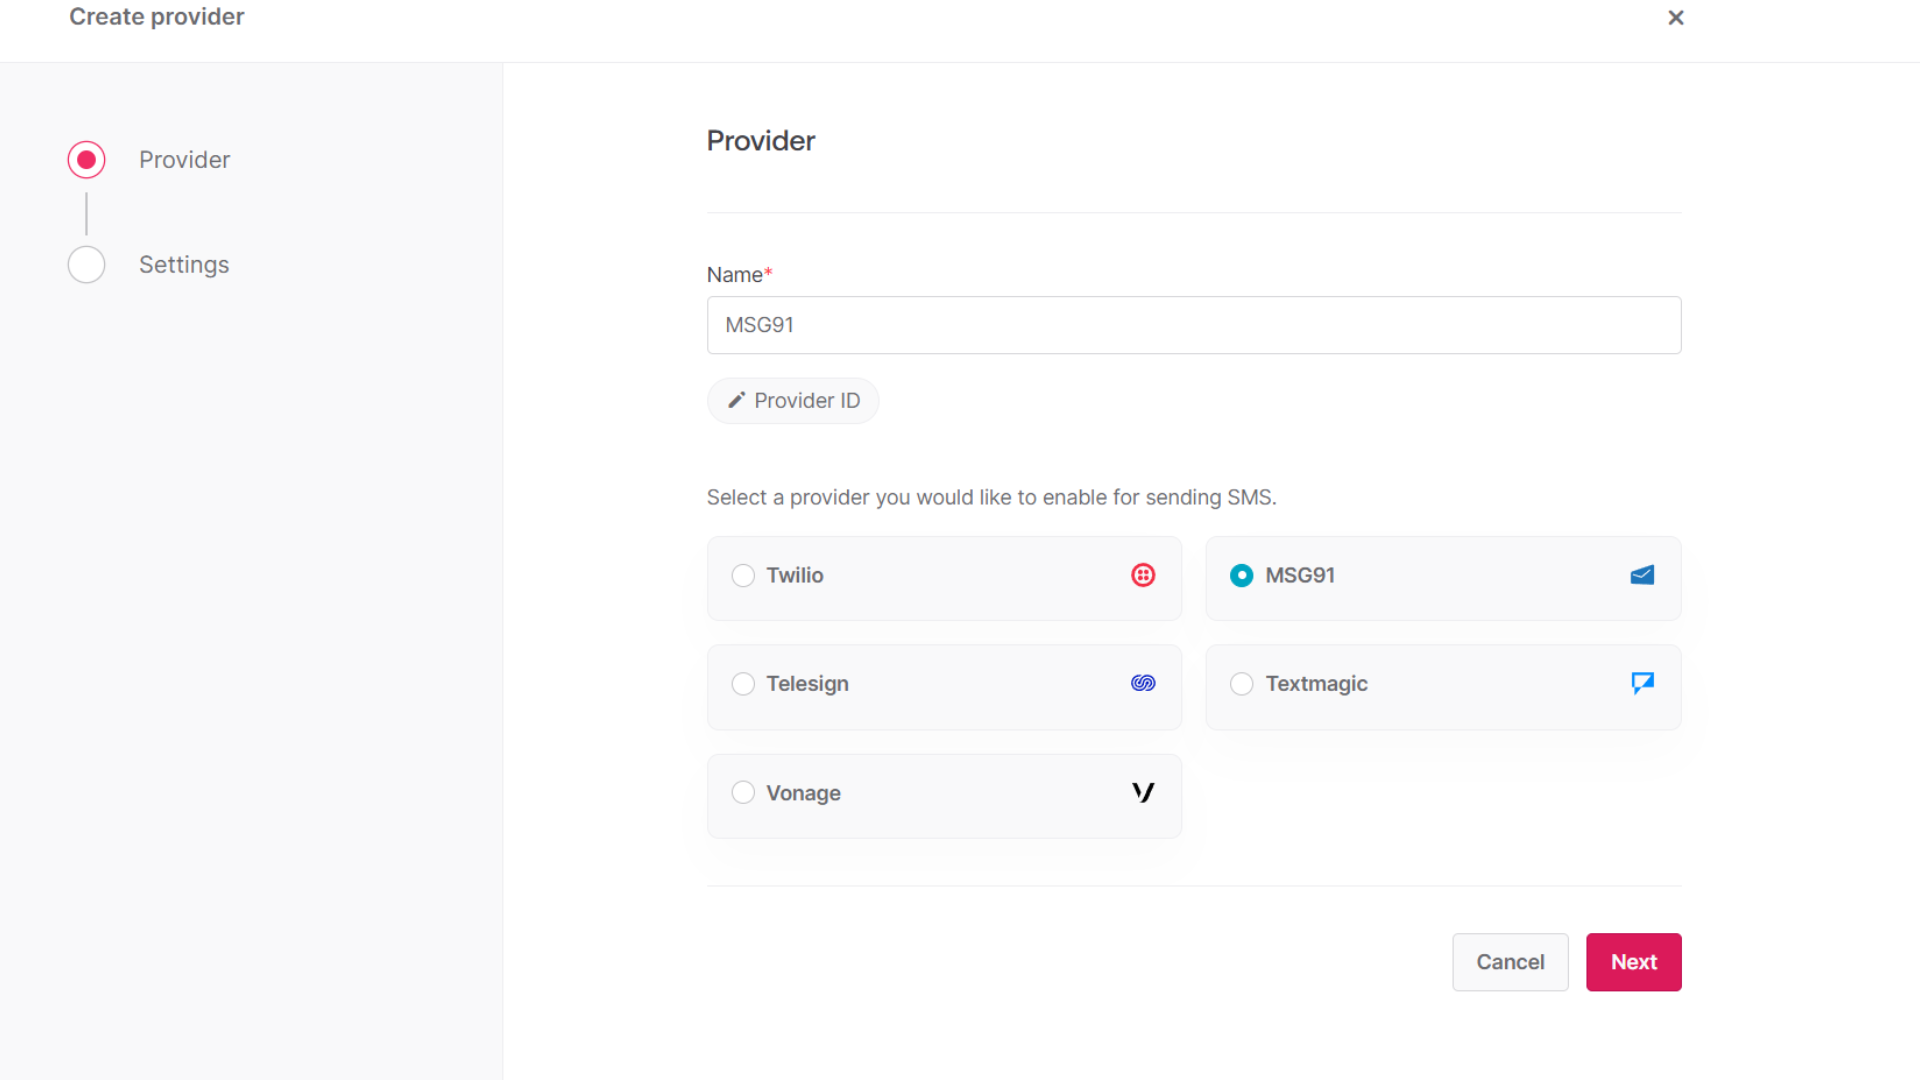 Create provider
Provider
Settings
Provider
Name*
MSG91
Provider ID
Select a provider you would like to enable for sending SMS.
Twilio
MSG91
Telesign
Textmagic
Vonage
Cancel
Next